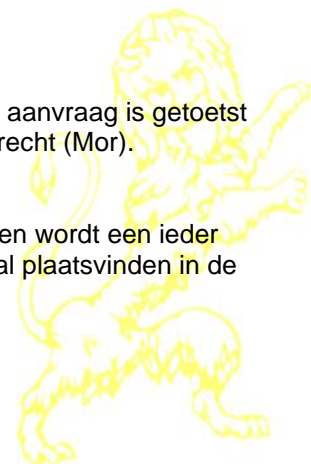 aanvraag is getoetst
recht (Mor).
en wordt een ieder
al plaatsvinden in de